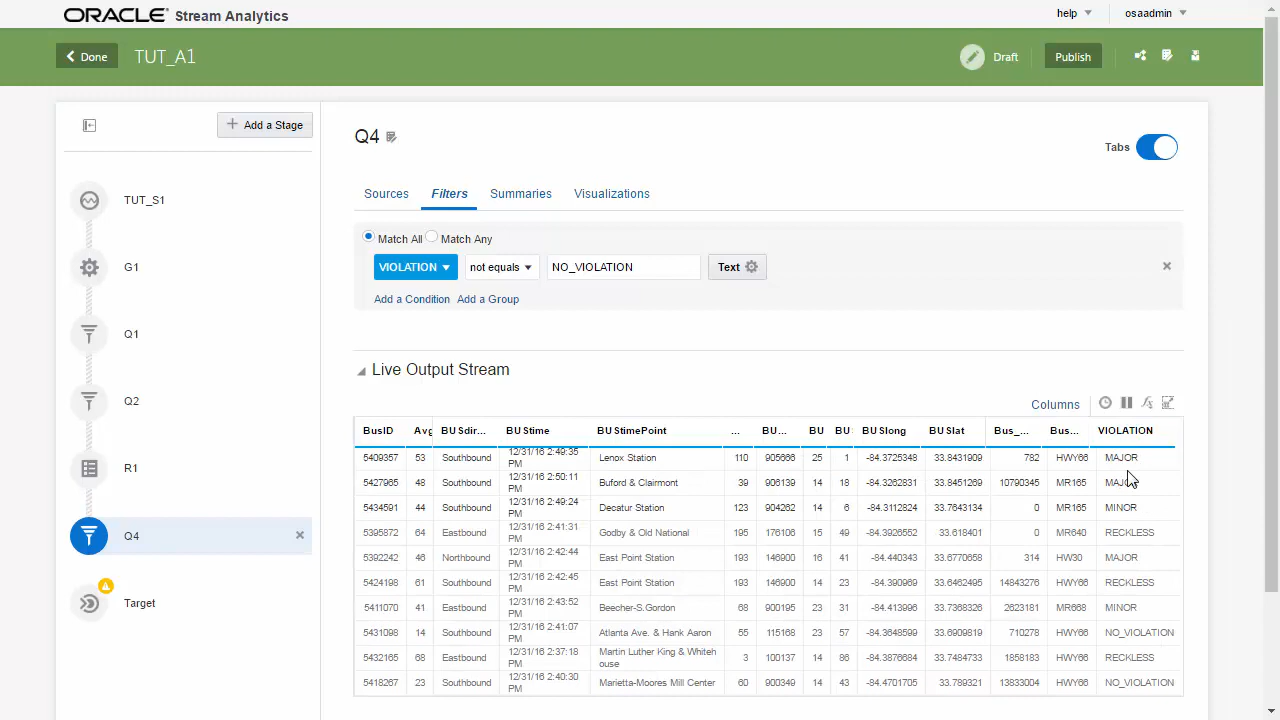 ORACLE® Stream Analytics help osaadmin
Done TUT_A1 Draft Publish
Add a Stage
TUT_S1
G1
Q1
Q2
R1
Q4
Target
Q4
Tabs
Sources Filters Summaries Visualizations
Match All Match Any
VIOLATION not equals NO_VIOLATION Text
Add a Condition Add a Group
Live Output Stream
Columns
BusID Avg BUSdir... BUStime BUStimePoint ... BU... BU BU BUSlong BUSlat Bus_... Bus... VIOLATION
5409357 53 Southbound 12/31/16 2:49:35 PM Lenox Station 110 905666 25 1 -84.3725348 33.8431909 782 HWY66 MAJOR
5427965 48 Southbound 12/31/16 2:50:11 PM Buford & Clairmont 39 906139 14 18 -84.3262831 33.8451269 10790345 MR165
5434591 44 Southbound 12/31/16 2:49:24 PM Decatur Station 123 904262 14 6 -84.3112824 33.7643134 0 MR165 MINOR
5395872 64 Eastbound 12/31/16 2:41:31 PM Godby & Old National 195 176106 15 49 -84.3926552 33.618401 0 MR640 RECKLESS
5392242 46 Northbound 12/31/16 2:42:44 PM East Point Station 193 146900 16 41 -84.440343 33.6770658 314 HW30 MAJOR
5424198 61 Southbound 12/31/16 2:42:45 PM East Point Station 193 146900 14 23 -84.390969 33.6462495 14843276 HWY66 RECKLESS
5411070 41 Eastbound 12/31/16 2:43:52 PM Beecher-S.Gordon 68 900195 23 31 -84.413996 33.7368326 2623181 MR668 MINOR
5431098 14 Southbound 12/31/16 2:41:07 PM Atlanta Ave. & Hank Aaron 55 115168 23 57 -84.3648599 33.6909819 710278 HWY66 NO_VIOLATION
5432165 68 Eastbound 12/31/16 2:37:18 PM Martin Luther King & Whitehouse 3 100137 14 86 -84.3876684 33.7484733 1858183 HWY66 RECKLESS
5418267 23 Southbound 12/31/16 2:40:30 PM Marietta-Moores Mill Center 60 900349 14 43 -84.4701705 33.789321 13833004 HWY66 NO_VIOLATION